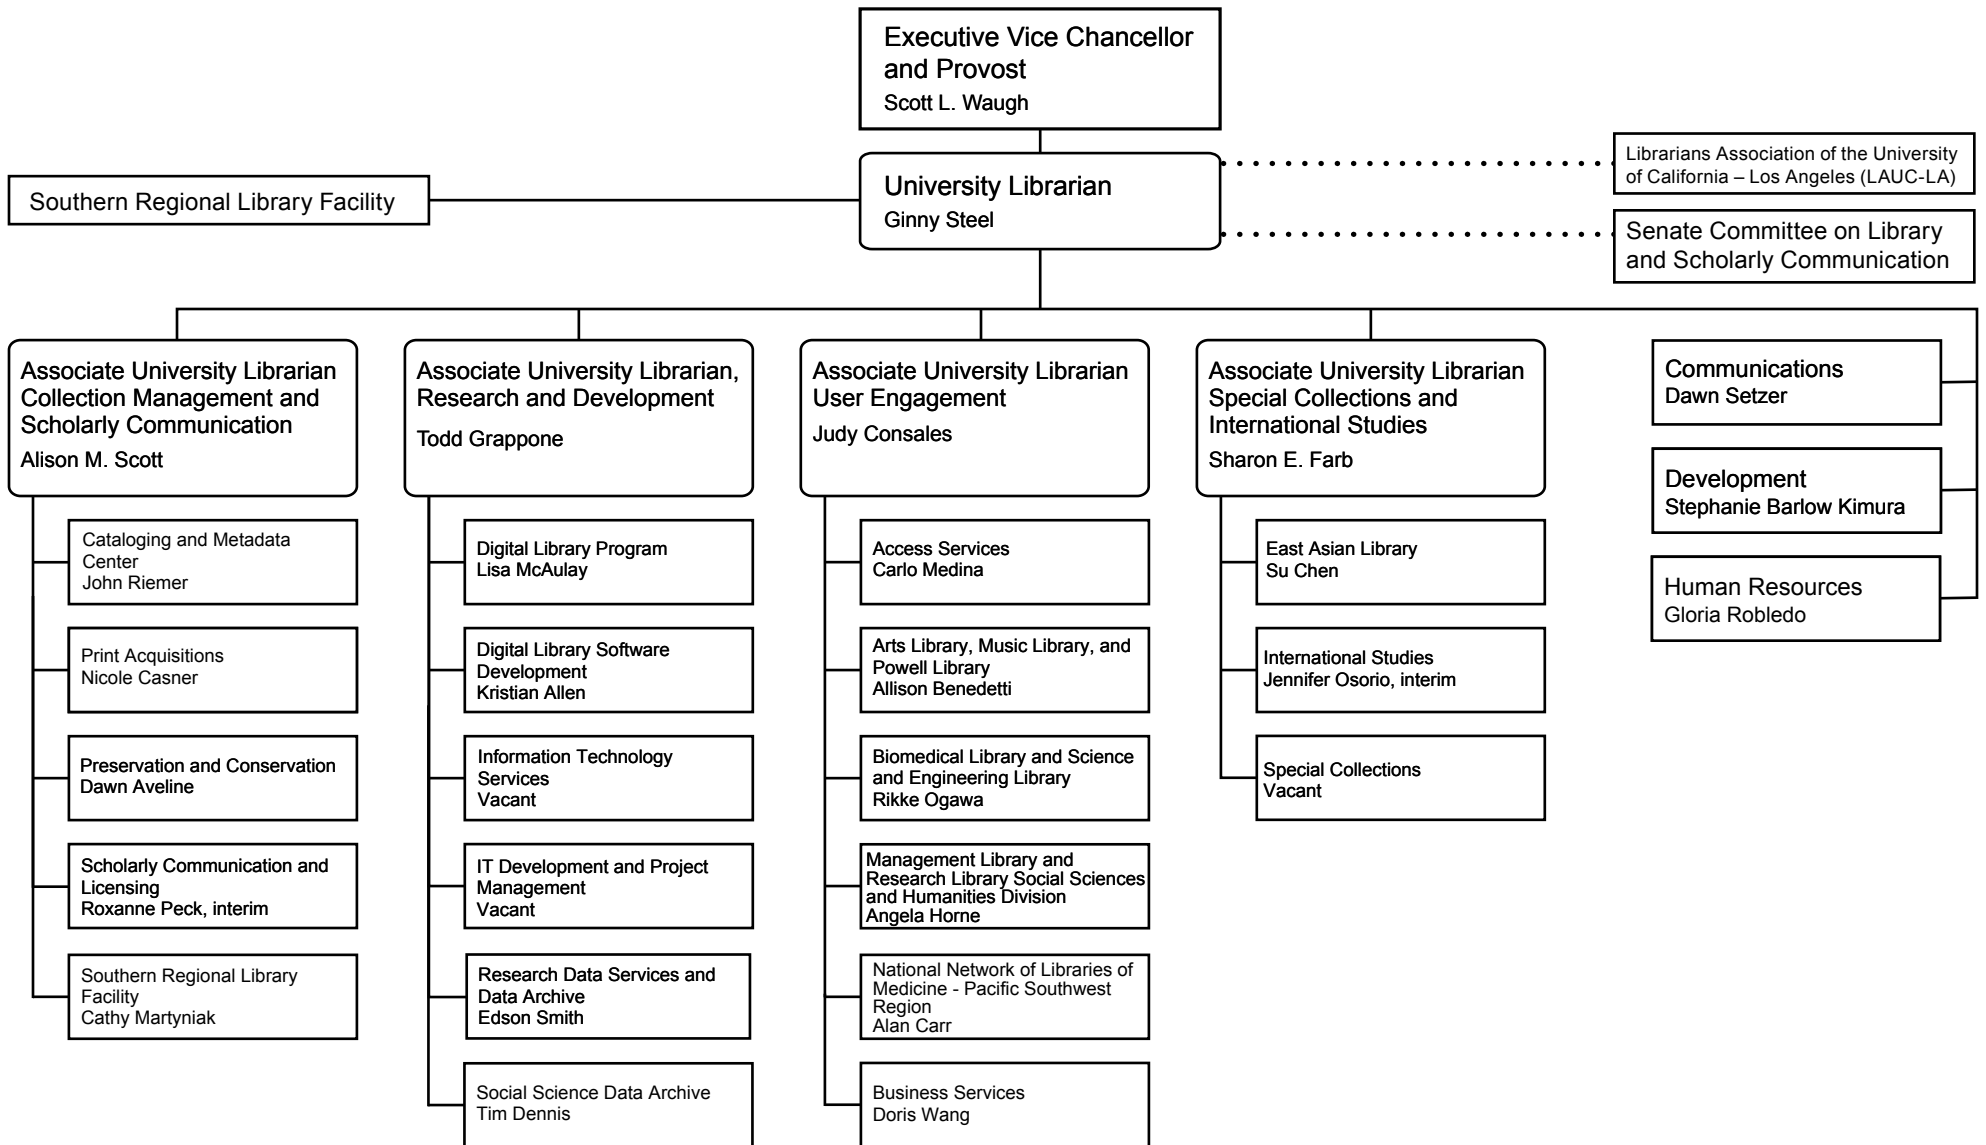 Executive Vice Chancellor
and Provost
Scott L. Waugh
Librarians Association of the University
of California – Los Angeles (LAUC-LA)
Southern Regional Library Facility
University Librarian
Ginny Steel
Senate Committee on Library
and Scholarly Communication
Associate University Librarian
Collection Management and
Scholarly Communication
Alison M. Scott
Cataloging and Metadata
Center
John Riemer
Print Acquisitions
Nicole Casner
Preservation and Conservation
Dawn Aveline
Scholarly Communication and
Licensing
Roxanne Peck, interim
Southern Regional Library
Facility
Cathy Martyniak
Associate University Librarian,
Research and Development
Todd Grappone
Digital Library Program
Lisa McAulay
Digital Library Software
Development
Kristian Allen
Information Technology
Services
Vacant
IT Development and Project
Management
Vacant
Research Data Services and
Data Archive
Edson Smith
Social Science Data Archive
Tim Dennis
Associate University Librarian
User Engagement
Judy Consales
Access Services
Carlo Medina
Arts Library, Music Library, and
Powell Library
Allison Benedetti
Biomedical Library and Science
and Engineering Library
Rikke Ogawa
Management Library and
Research Library Social Sciences
and Humanities Division
Angela Horne
National Network of Libraries of
Medicine - Pacific Southwest
Region
Alan Carr
Business Services
Doris Wang
Associate University Librarian
Special Collections and
International Studies
Sharon E. Farb
East Asian Library
Su Chen
International Studies
Jennifer Osorio, interim
Special Collections
Vacant
Communications
Dawn Setzer
Development
Stephanie Barlow Kimura
Human Resources
Gloria Robledo